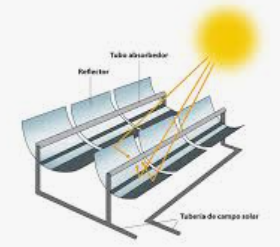 Tubo absorbedor
Reflector
Tubería de campo solar